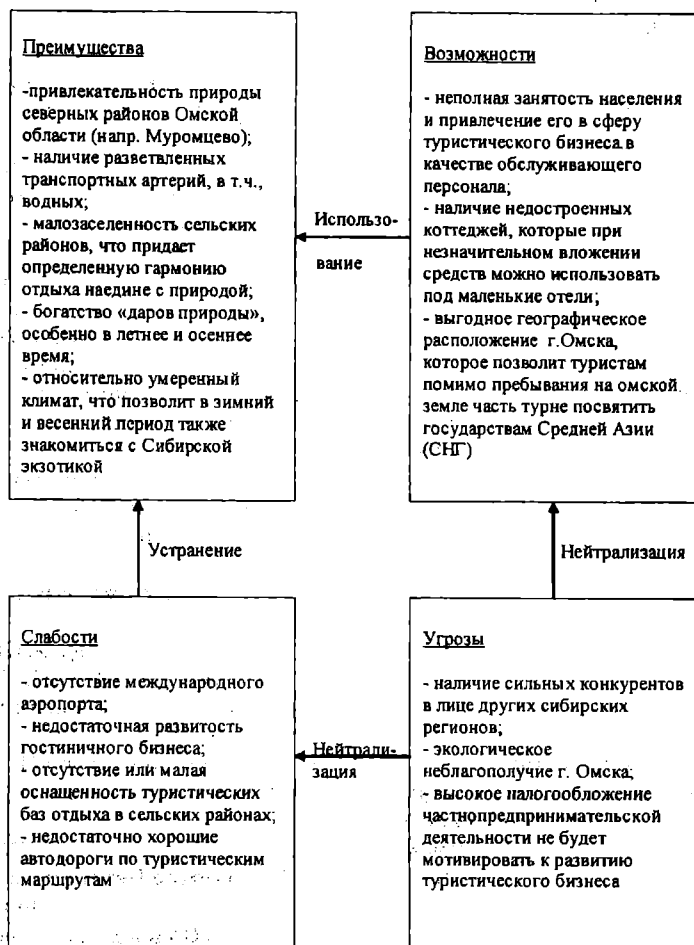 Преимущества
-привлекательность природы
северных районов Омской
области (напр. Муромцево);
- наличие разветвленных
транспортных артерий, в т.ч.,
водных;
- малозаселенность сельских
районов, что придает
определенную гармонию
отдыха наедине с природой;
- богатство «даров природы»,
особенно в летнее и осеннее
время;
- относительно умеренный
климат, что позволит в зимний
и весенний период также
знакомиться с Сибирской
экзотикой
Использо-
вание
Возможности
- неполная занятость населения
и привлечение его в сферу
туристического бизнеса в
качестве обслуживающего
персонала;
- наличие недостроенных
коттеджей, которые при
незначительном вложении
средств можно использовать
под маленькие отели;
- выгодное географическое
расположение г.Омска,
которое позволит туристам
помимо пребывания на омской
земле часть турне посвятить
государствам Средней Азии
(СНГ)
Устранение
Нейтрализация
Слабости
- отсутствие международного
аэропорта;
- недостаточная развитость
гостиничного бизнеса;
- отсутствие или малая
оснащенность туристических
баз отдыха в сельских районах;
- недостаточно хорошие
автодороги по туристическим
маршрутам
Нейтрали-
зация
Угрозы
- наличие сильных конкурентов
в лице других сибирских
регионов;
- экологическое
неблагополучие г. Омска;
- высокое налогообложение
частнопредпринимательской
деятельности не будет
мотивировать к развитию
туристического бизнеса